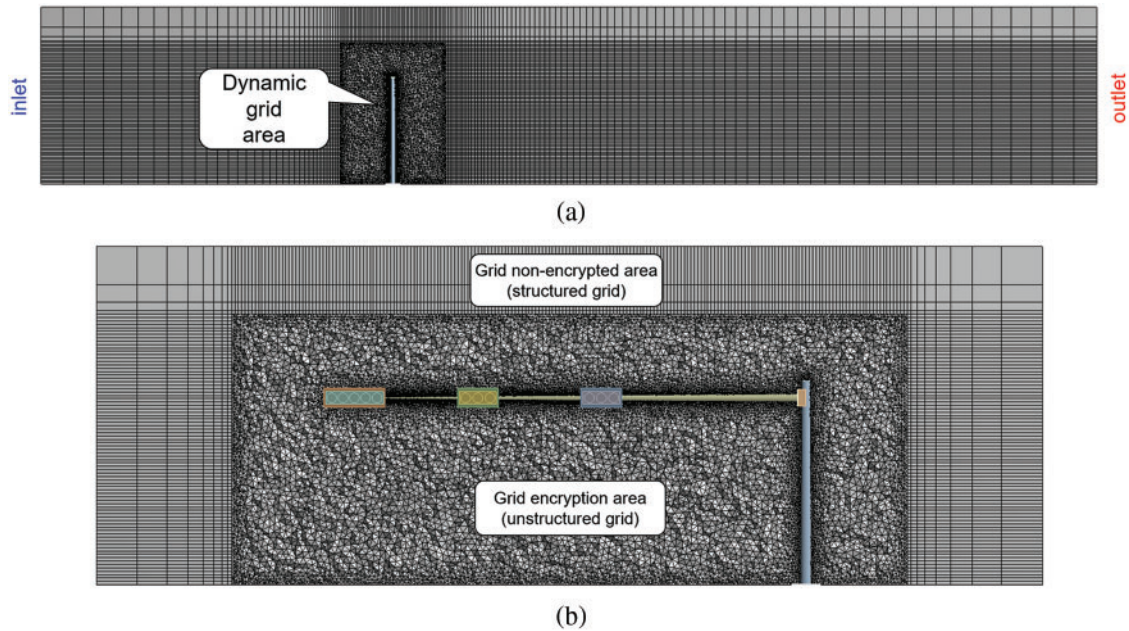 inlet
Dynamic
grid
area
outlet
(a)
Grid non-encrypted area
(structured grid)
Grid encryption area
(unstructured grid)
(b)